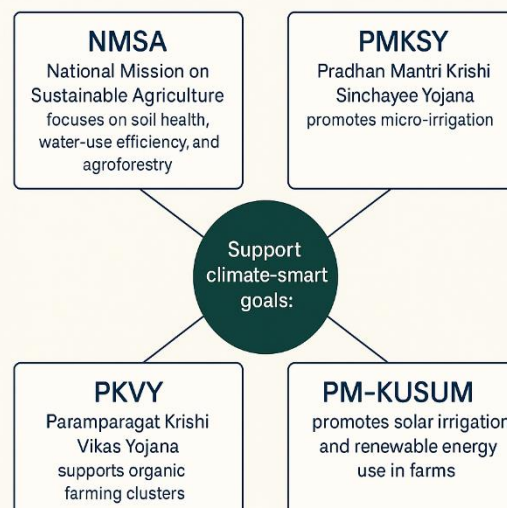 NMSA
National Mission on
Sustainable Agriculture
focuses on soil health,
water-use efficiency, and
agroforestry
PMKSY
Pradhan Mantri Krishi
Sinchayee Yojana
promotes micro-irrigation
Support
climate-smart
goals:
PKVY
Paramparagat Krishi
Vikas Yojana
supports organic
farming clusters
PM-KUSUM
promotes solar irrigation
and renewable energy
use in farms